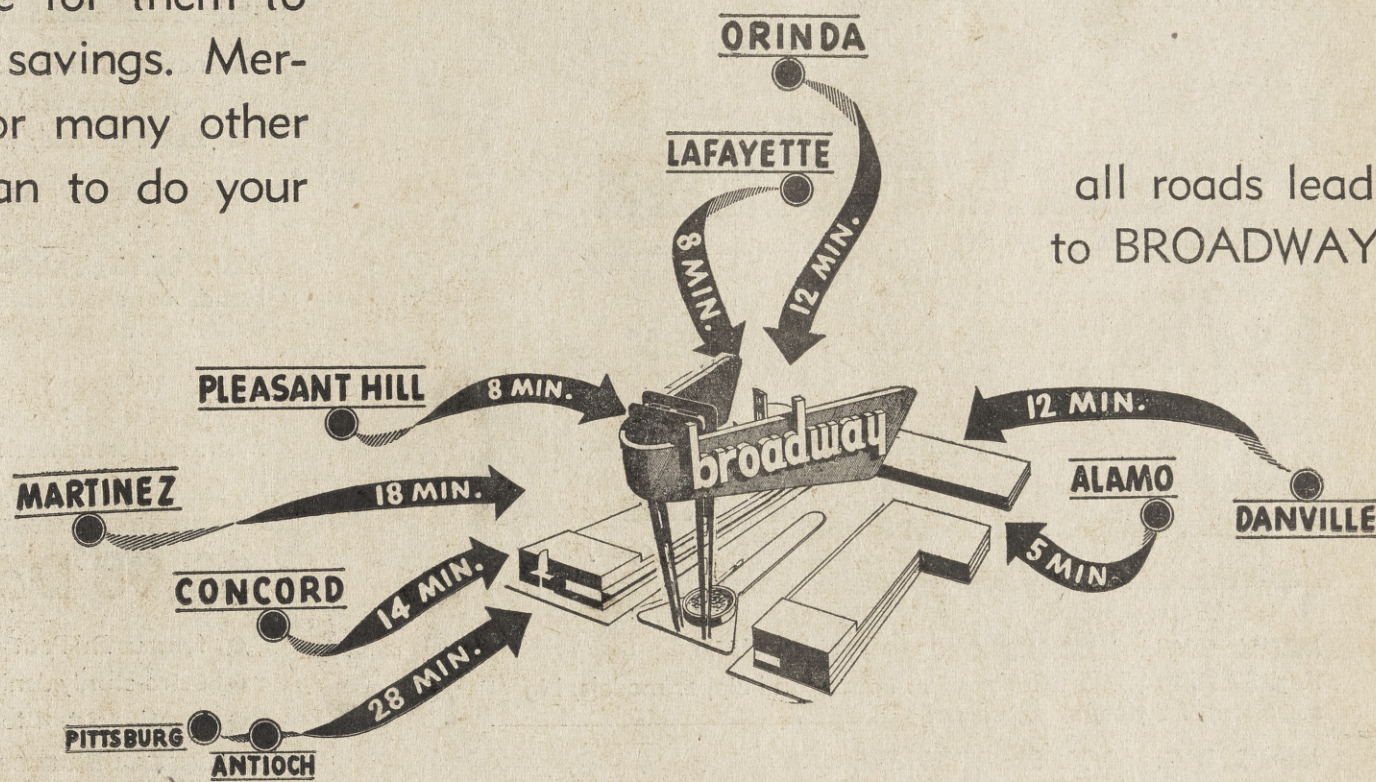 savings. Mer-
many other
to do your
all roads lead
to BROADWAY
ORINDA
12 MIN.
LAFAYETTE
8 MIN.
PLEASANT HILL
8 MIN.
MARTINEZ
18 MIN.
CONCORD
14 MIN.
PITTSBURG
ANTIOCH
28 MIN.
broadway
12 MIN.
DANVILLE
ALAMO
5 MIN.